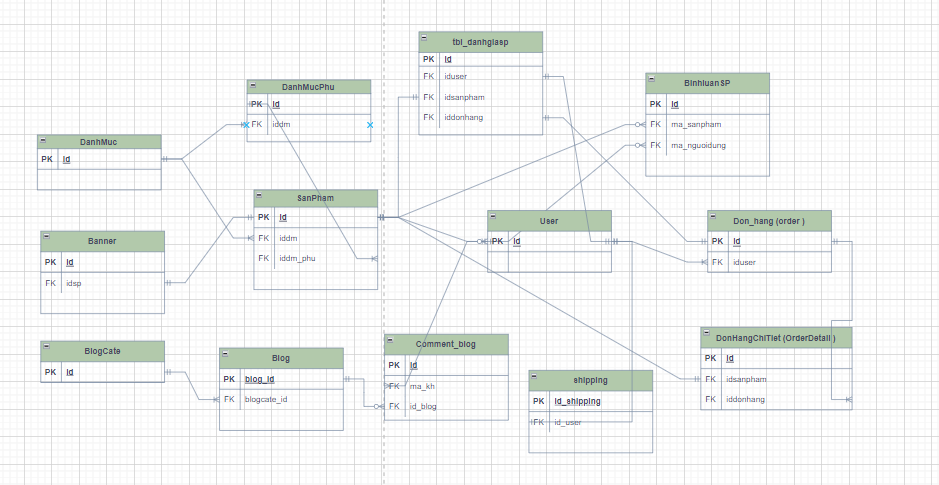 tbl_danhgiasp
PK id
FK iduser
FK idsanpham
FK iddonhang
BinhluanSP
PK id
FK ma_sanpham
FK ma_nguoidung
DanhMucPhu
PK id
FK iddm
DanhMuc
PK id
SanPham
PK id
FK iddm
FK iddm_phu
User
PK id
Don_hang (order )
PK id
FK iduser
Banner
PK id
FK idsp
Comment_blog
PK id
FK ma_kh
FK id_blog
DonHangChiTiet (OrderDetail )
PK id
FK idsanpham
FK iddonhang
BlogCate
PK id
Blog
PK blog_id
FK blogcate_id
shipping
PK id_shipping
FK id_user